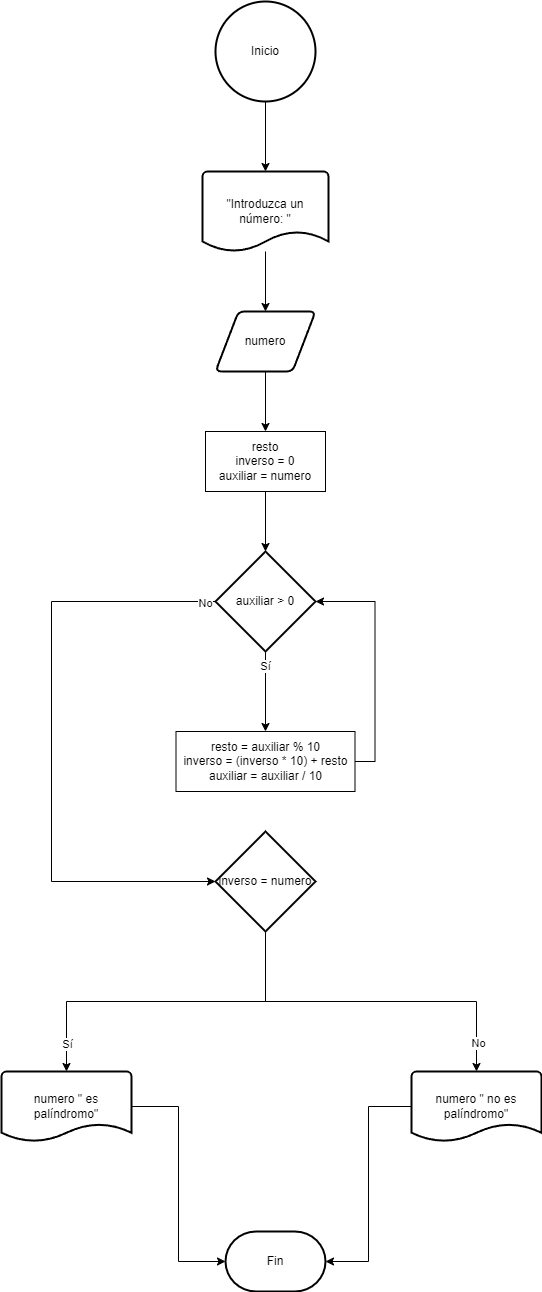 Inicio
"Introduzca un
número: "
numero
resto
inverso = 0
auxiliar = numero
auxiliar > 0
No
Sí
resto = auxiliar % 10
inverso = (inverso * 10) + resto
auxiliar = auxiliar / 10
inverso = numero
Sí
No
numero " es
palíndromo"
numero " no es
palíndromo"
Fin